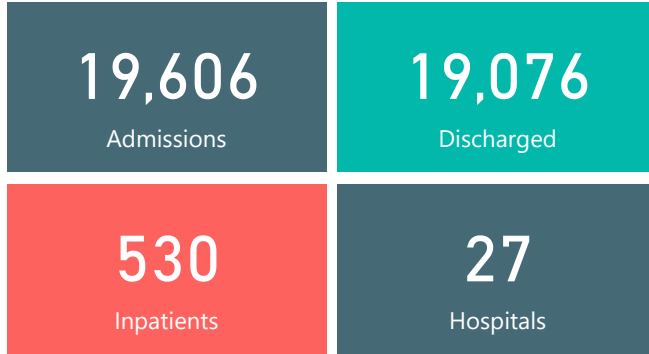 19,606
Admissions
19,076
Discharged
530
Inpatients
27
Hospitals